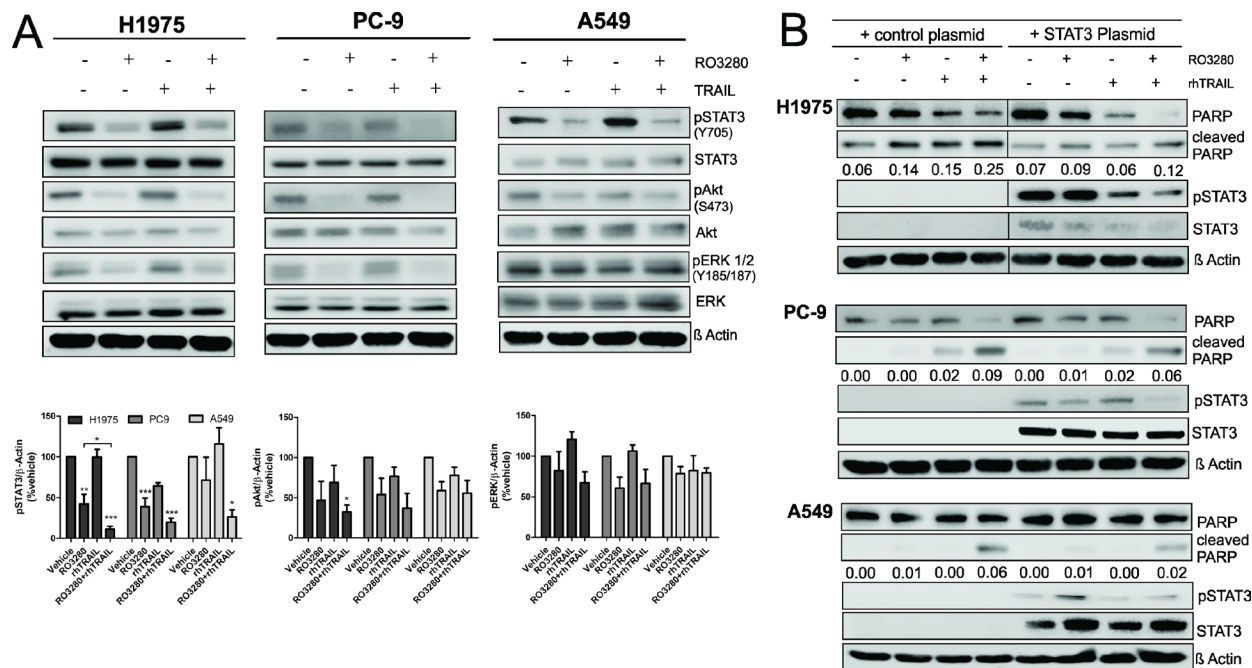 A
H1975
PC-9
A549
- + - +
- + - +
- + - +
RO3280
- - + +
- - + +
- - + +
TRAIL
pSTAT3
(Y705)
STAT3
pAkt
(S473)
Akt
pERK 1/2
(Y185/187)
ERK
ß Actin
pSTAT3/β-Actin
(%vehicle)
150
100
50
0
H1975
PC9
A549
**
*
***
***
***
*
Vehicle
RO3280
rhTRAIL
RO3280+rhTRAIL
Vehicle
RO3280
rhTRAIL
RO3280+rhTRAIL
Vehicle
RO3280
rhTRAIL
RO3280+rhTRAIL
pAkt/β-Actin
(%vehicle)
150
100
50
0
*
Vehicle
RO3280
rhTRAIL
RO3280+rhTRAIL
Vehicle
RO3280
rhTRAIL
RO3280+rhTRAIL
Vehicle
RO3280
rhTRAIL
RO3280+rhTRAIL
pERK/β-Actin
(%vehicle)
150
100
50
0
Vehicle
RO3280
rhTRAIL
RO3280+rhTRAIL
Vehicle
RO3280
rhTRAIL
RO3280+rhTRAIL
Vehicle
RO3280
rhTRAIL
RO3280+rhTRAIL
B
+ control plasmid
+ STAT3 Plasmid
- + - + - + - + RO3280
- - + + - - + + rhTRAIL
H1975
PARP
cleaved
PARP
0.06 0.14 0.15 0.25 0.07 0.09 0.06 0.12
pSTAT3
STAT3
ß Actin
PC-9
PARP
cleaved
PARP
0.00 0.00 0.02 0.09 0.00 0.01 0.02 0.06
pSTAT3
STAT3
ß Actin
A549
PARP
cleaved
PARP
0.00 0.01 0.00 0.06 0.00 0.01 0.00 0.02
pSTAT3
STAT3
ß Actin